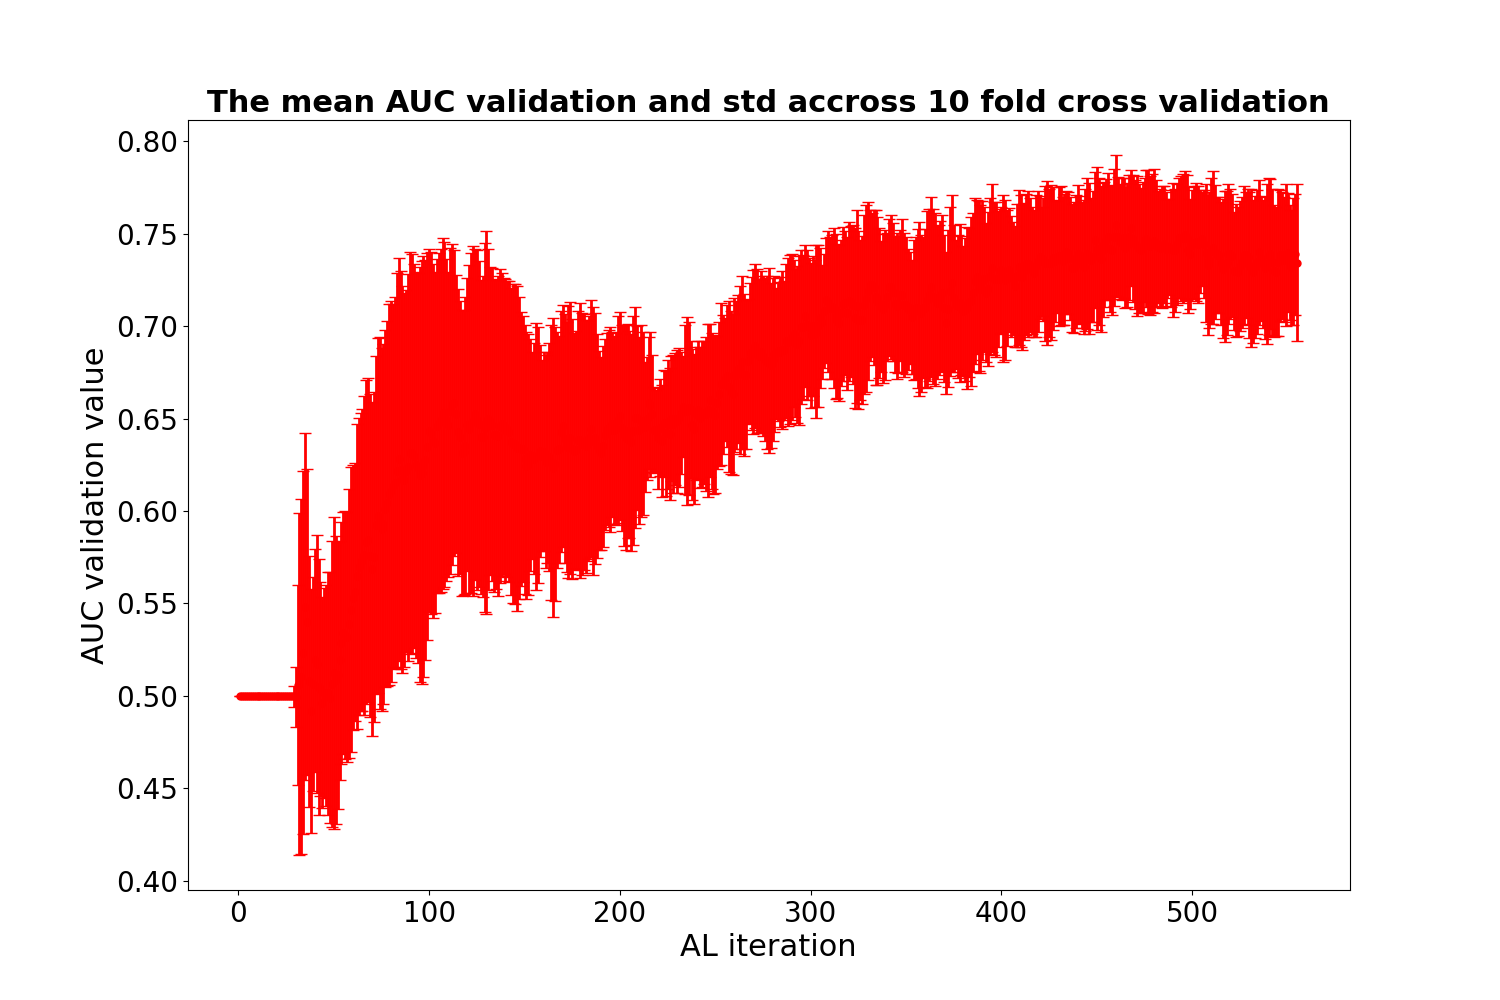 The mean AUC validation and std accross 10 fold cross validation
0.80
0.75
0.70
0.65
0.60
0.55
0.50
0.45
0.40
AUC validation value
0 100 200 300 400 500
AL iteration